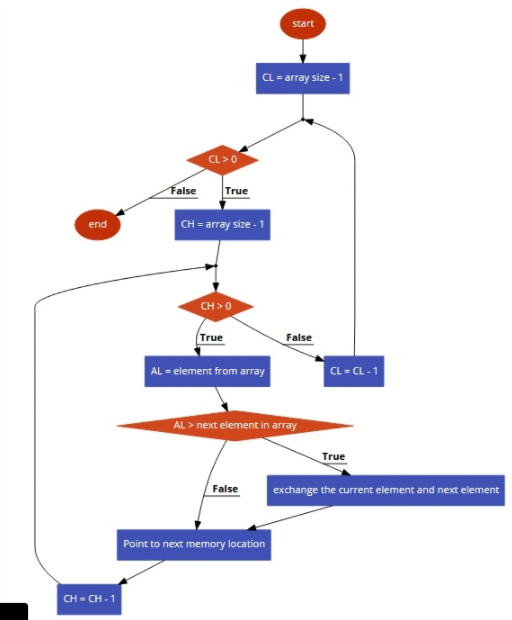 start
CL = array size - 1
CL > 0
False
True
end
CH = array size - 1
CH > 0
True
False
AL = element from array
CL = CL - 1
AL > next element in array
True
False
exchange the current element and next element
Point to next memory location
CH = CH - 1